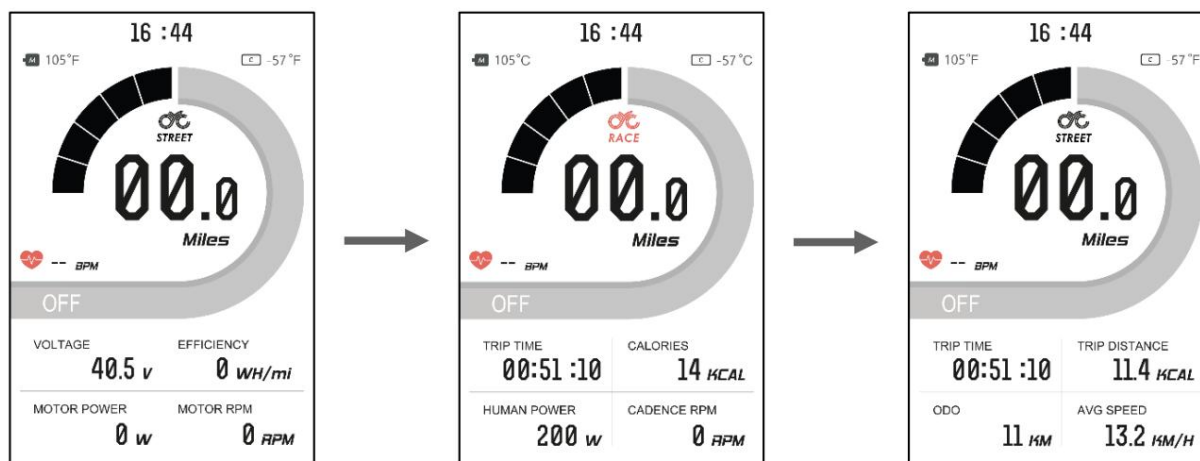 16 :44
M 105°F C -57°F
STREET
00.0
Miles
-- BPM
OFF
VOLTAGE EFFICIENCY
40.5 V 0 WH/mi
MOTOR POWER MOTOR RPM
0 W 0 RPM
16 :44
M 105°C C -57°C
RACE
00.0
Miles
-- BPM
OFF
TRIP TIME CALORIES
00:51 :10 14 KCAL
HUMAN POWER CADENCE RPM
200 W 0 RPM
16 :44
M 105°F C -57°F
STREET
00.0
Miles
-- BPM
OFF
TRIP TIME TRIP DISTANCE
00:51 :10 11.4 KCAL
ODO AVG SPEED
11 KM 13.2 KM/H